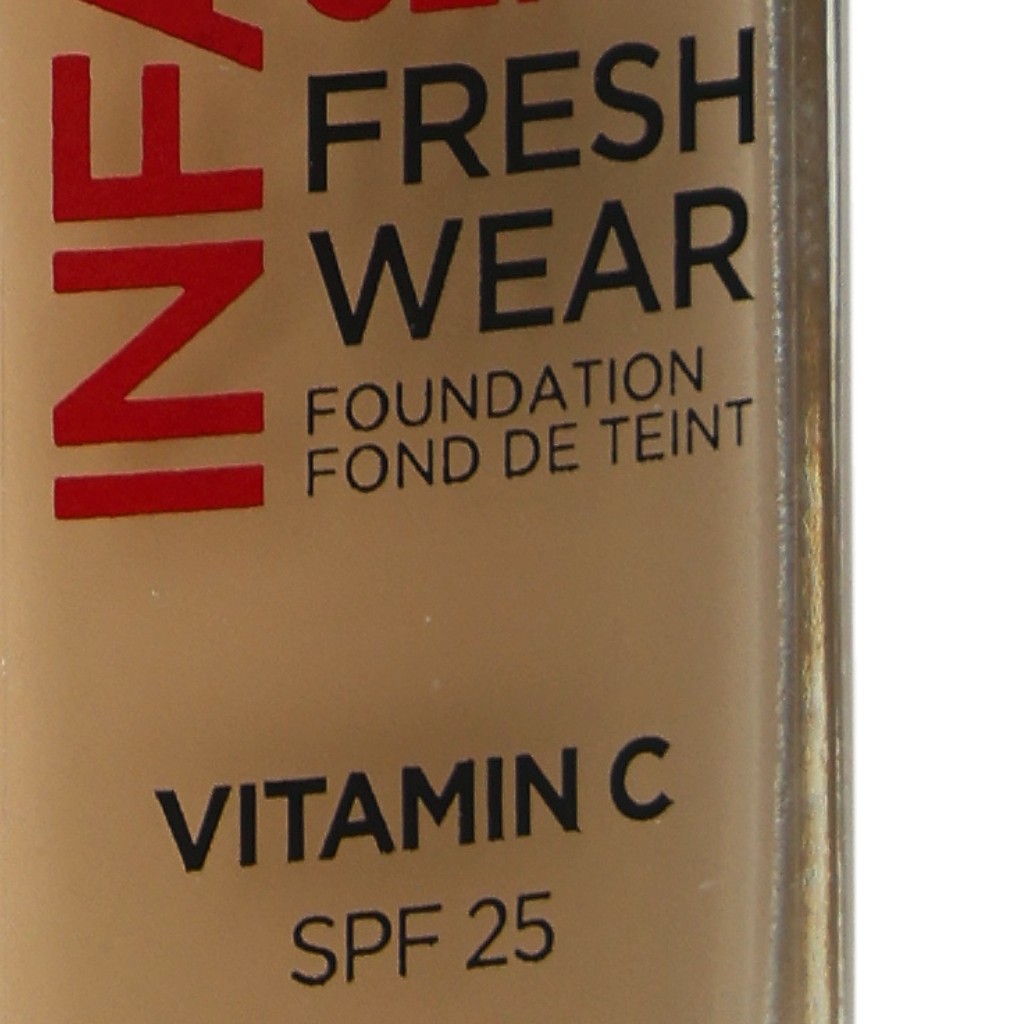 FRESH
WEAR
FOUNDATION
FOND DE TEINT
VITAMIN C
SPF 25